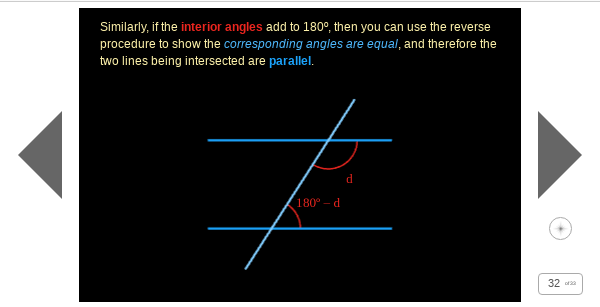 Similarly, if the interior angles add to 180º, then you can use the reverse
procedure to show the corresponding angles are equal, and therefore the
two lines being intersected are parallel.
d
180º – d
32 of 33